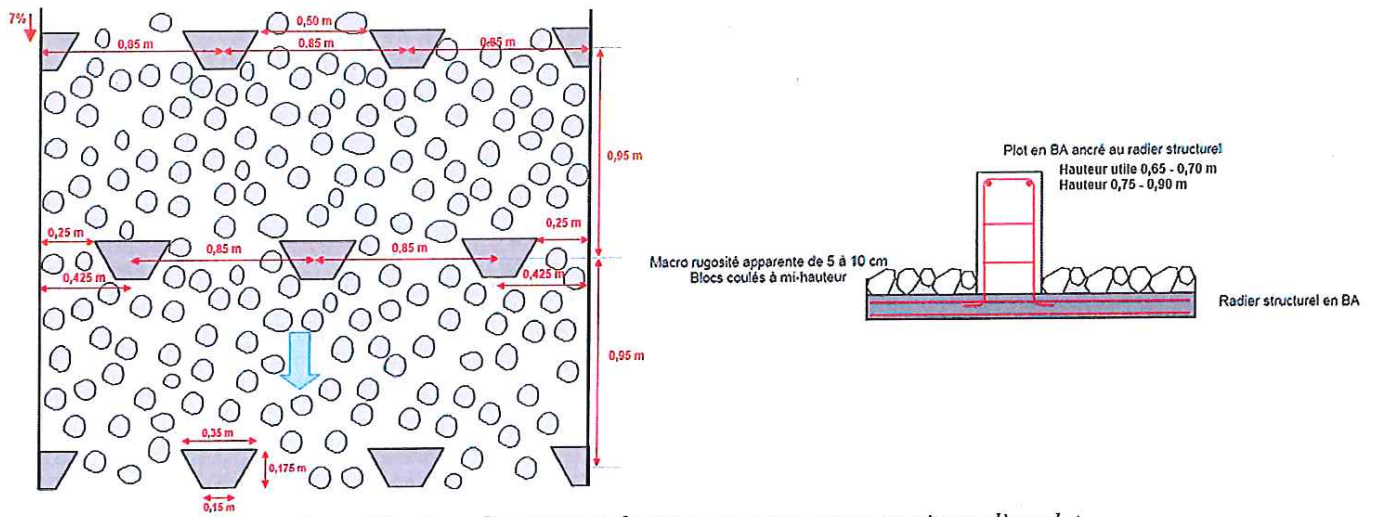 7%
0,50 m
0,85 m
0,85 m
0,85 m
0,95 m
0,25 m
0,25 m
0,85 m
0,85 m
0,425 m
0,425 m
0,95 m
0,35 m
0,175 m
0,15 m
Plot en BA ancré au radier structurel
Hauteur utile 0,65 - 0,70 m
Hauteur 0,75 - 0,90 m
Macro rugosité apparente de 5 à 10 cm
Blocs coulés à mi-hauteur
Radier structurel en BA